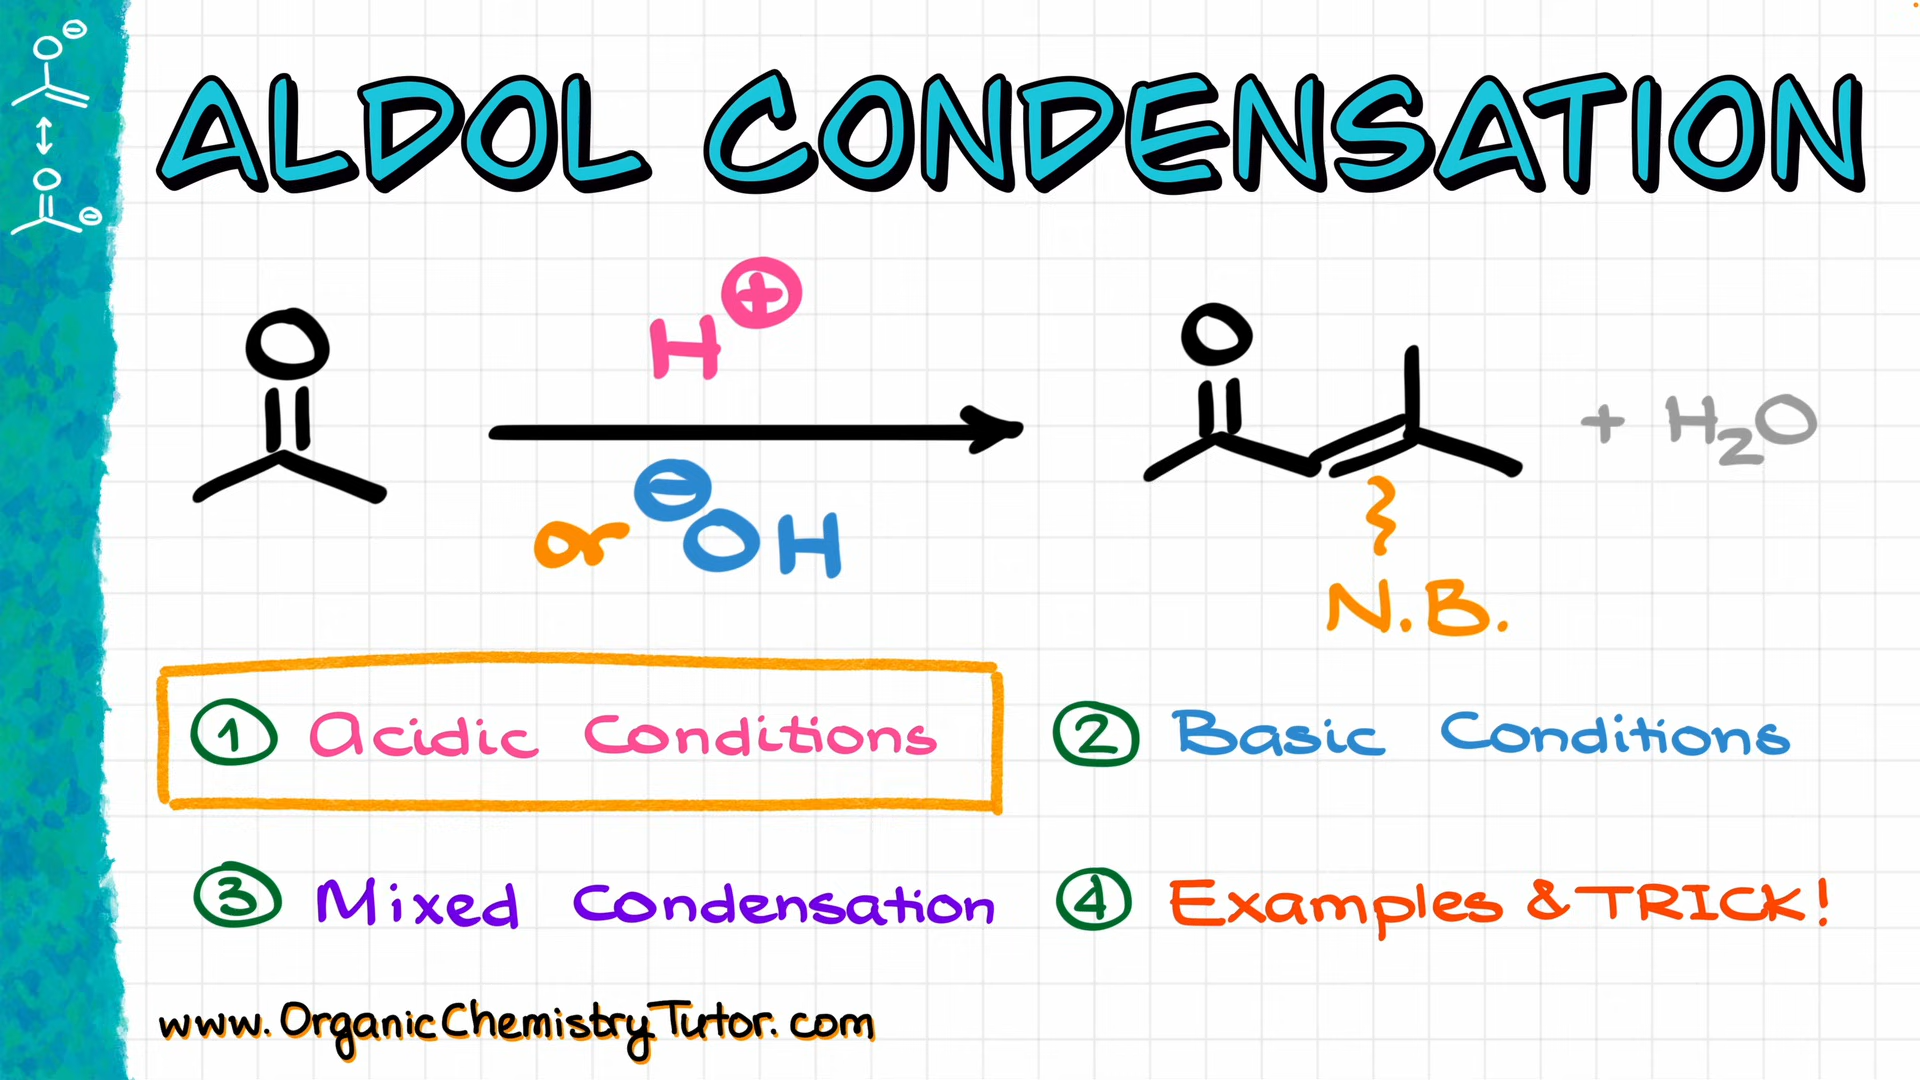 ALDOL CONDENSATION
O⊖
↔
O ⊖
O
H⊕
or ⊖OH
O
+ H₂O
N.B.
① Acidic Conditions
② Basic Conditions
③ Mixed Condensation
④ Examples & TRICK!
www.OrganicChemistryTutor.com